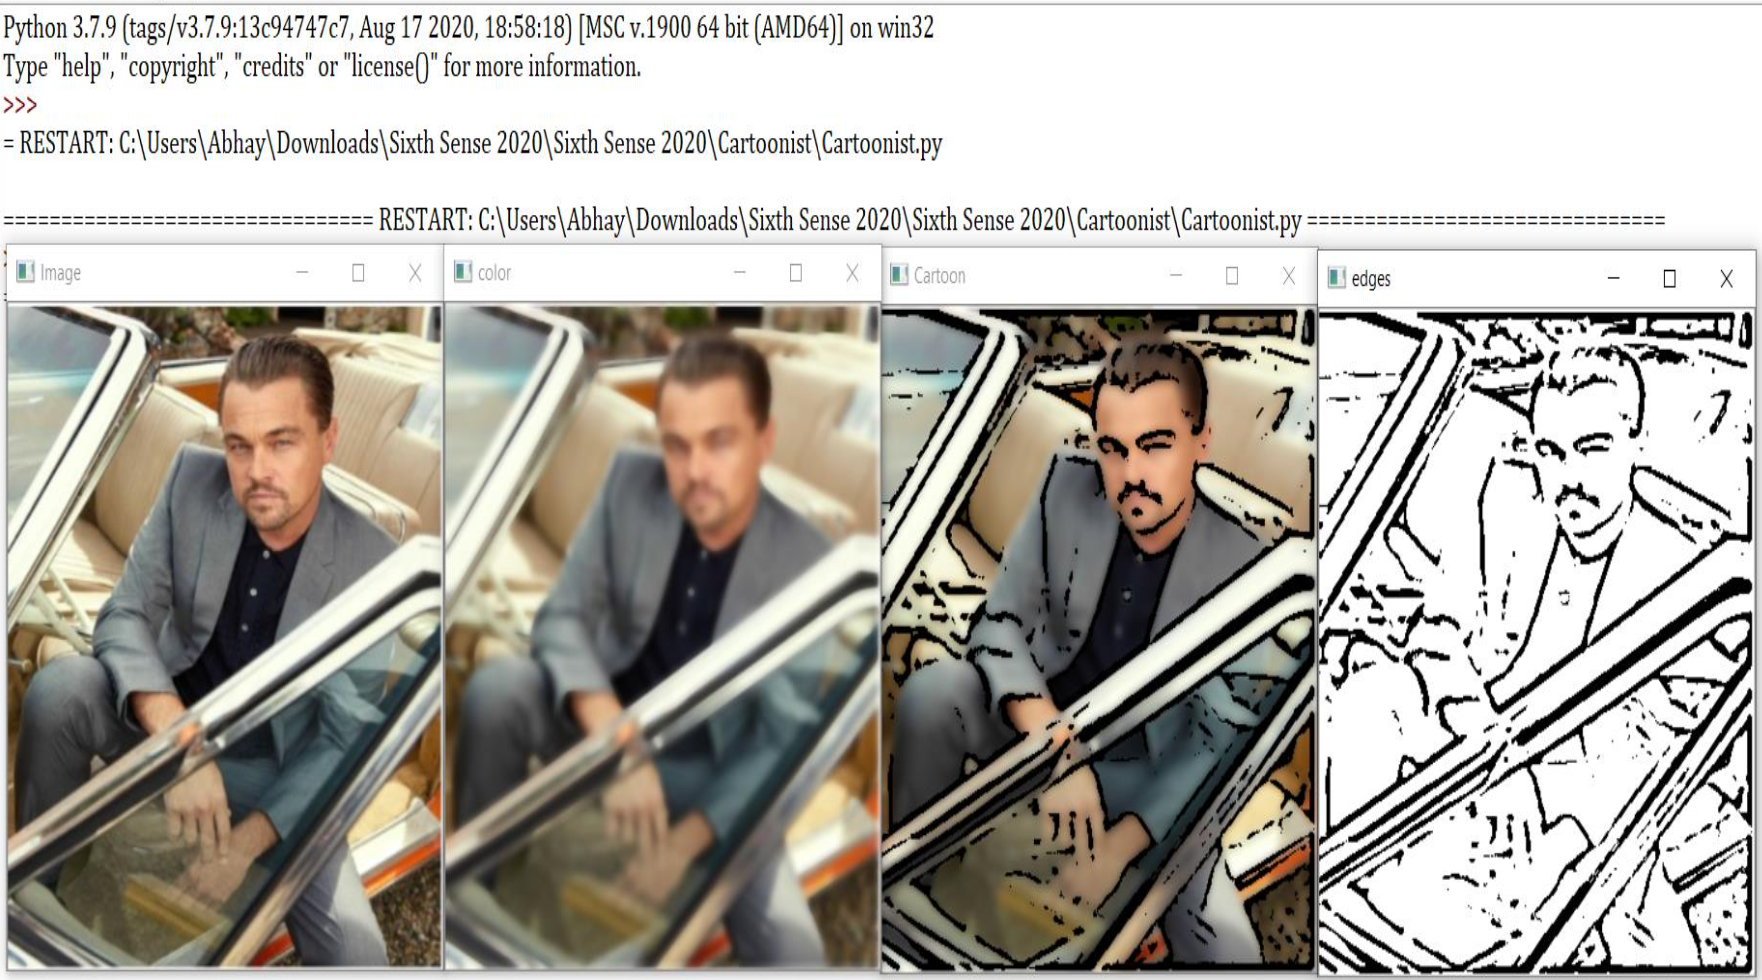 Python 3.7.9 (tags/v3.7.9:13c94747c7, Aug 17 2020, 18:58:18) [MSC v.1900 64 bit (AMD64)] on win32
Type "help", "copyright", "credits" or "license()" for more information.
>>>
= RESTART: C:\Users\Abhay\Downloads\Sixth Sense 2020\Sixth Sense 2020\Cartoonist\Cartoonist.py
================================ RESTART: C:\Users\Abhay\Downloads\Sixth Sense 2020\Sixth Sense 2020\Cartoonist\Cartoonist.py ===============================
Image
color
Cartoon
edges